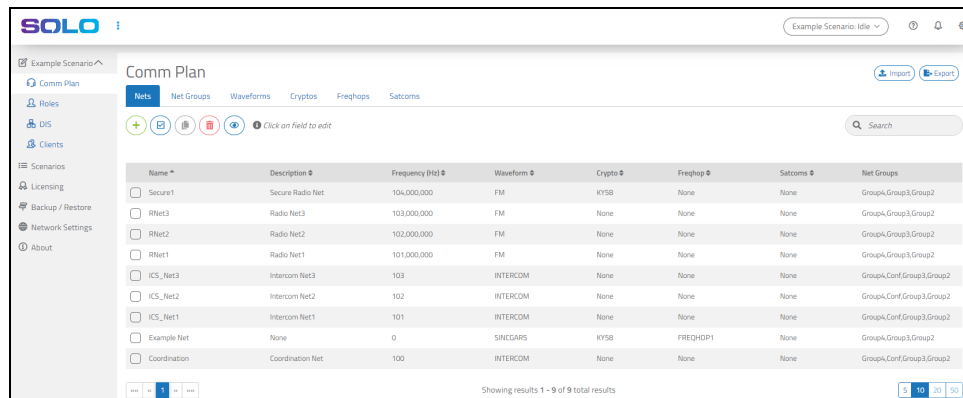 SOLO
Example Scenario: Idle
Example Scenario
Comm Plan
Roles
DIS
Clients
Scenarios
Licensing
Backup / Restore
Network Settings
About
Comm Plan
Import Export
Nets Net Groups Waveforms Cryptos Freqhops Satcoms
Click on field to edit
Search
Name Description Frequency (Hz) Waveform Crypto Freqhop Satcoms Net Groups
Secure1 Secure Radio Net 104,000,000 FM KY58 None None Group4,Group3,Group2
RNet3 Radio Net3 103,000,000 FM None None None Group4,Group3,Group2
RNet2 Radio Net2 102,000,000 FM None None None Group4,Group3,Group2
RNet1 Radio Net1 101,000,000 FM None None None Group4,Group3,Group2
ICS_Net3 Intercom Net3 103 INTERCOM None None None Group4,Conf,Group3,Group2
ICS_Net2 Intercom Net2 102 INTERCOM None None None Group4,Conf,Group3,Group2
ICS_Net1 Intercom Net1 101 INTERCOM None None None Group4,Conf,Group3,Group2
Example Net None 0 SINCGARS KY58 FREQHOP1 None Group4,Group3,Group2
Coordination Coordination Net 100 INTERCOM None None None Group4,Conf,Group3,Group2
1 Showing results 1 - 9 of 9 total results 5 10 20 50